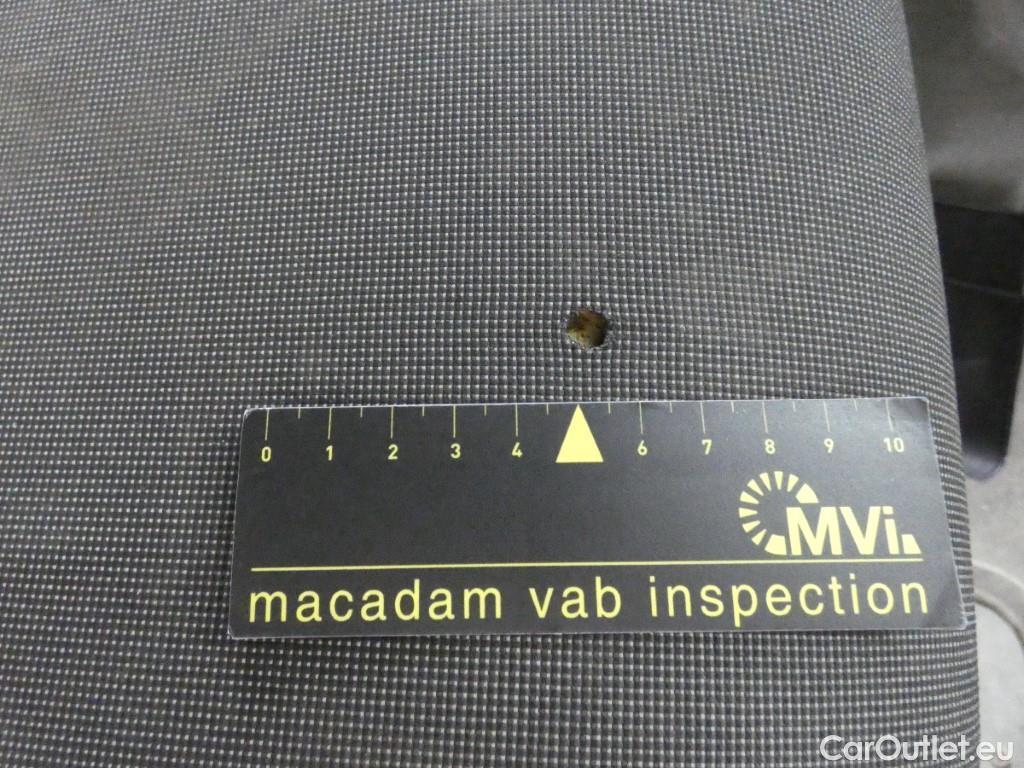 0 1 2 3 4 6 7 8 9 10
MVi
macadam vab inspection
CarOutlet.eu